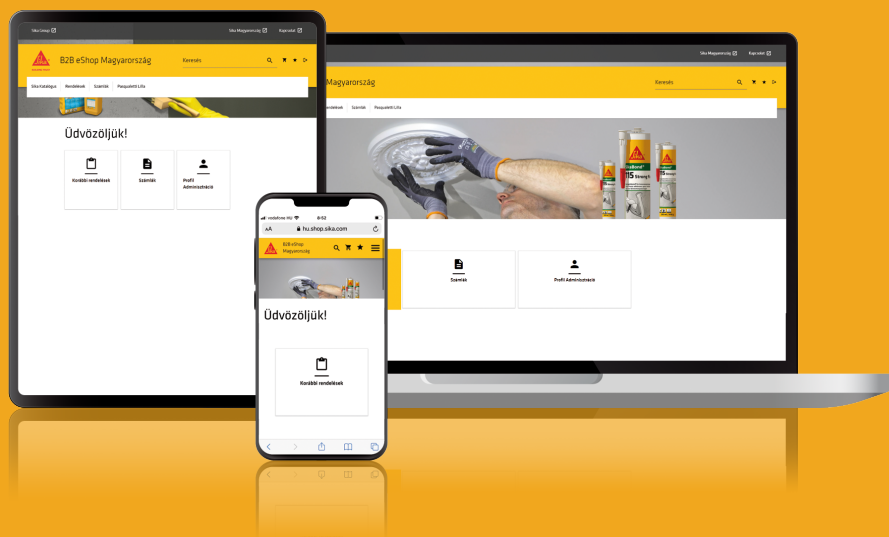 Sika Group
Sika Magyarország
Kapcsolat
B2B eShop Magyarország
Keresés
Sika Katalógus
Rendelések
Számlák
Pasqualetti Lilla
Üdvözöljük!
Korábbi rendelések
Számlák
Profil
Adminisztráció
Sika Magyarország
Kapcsolat
Magyarország
Keresés
Számlák
Pasqualetti Lilla
115 Strength
Számlák
Profil Adminisztráció
vodafone HU
8:52
AA
hu.shop.sika.com
B2B eShop
Magyarország
Üdvözöljük!
Korábbi rendelések